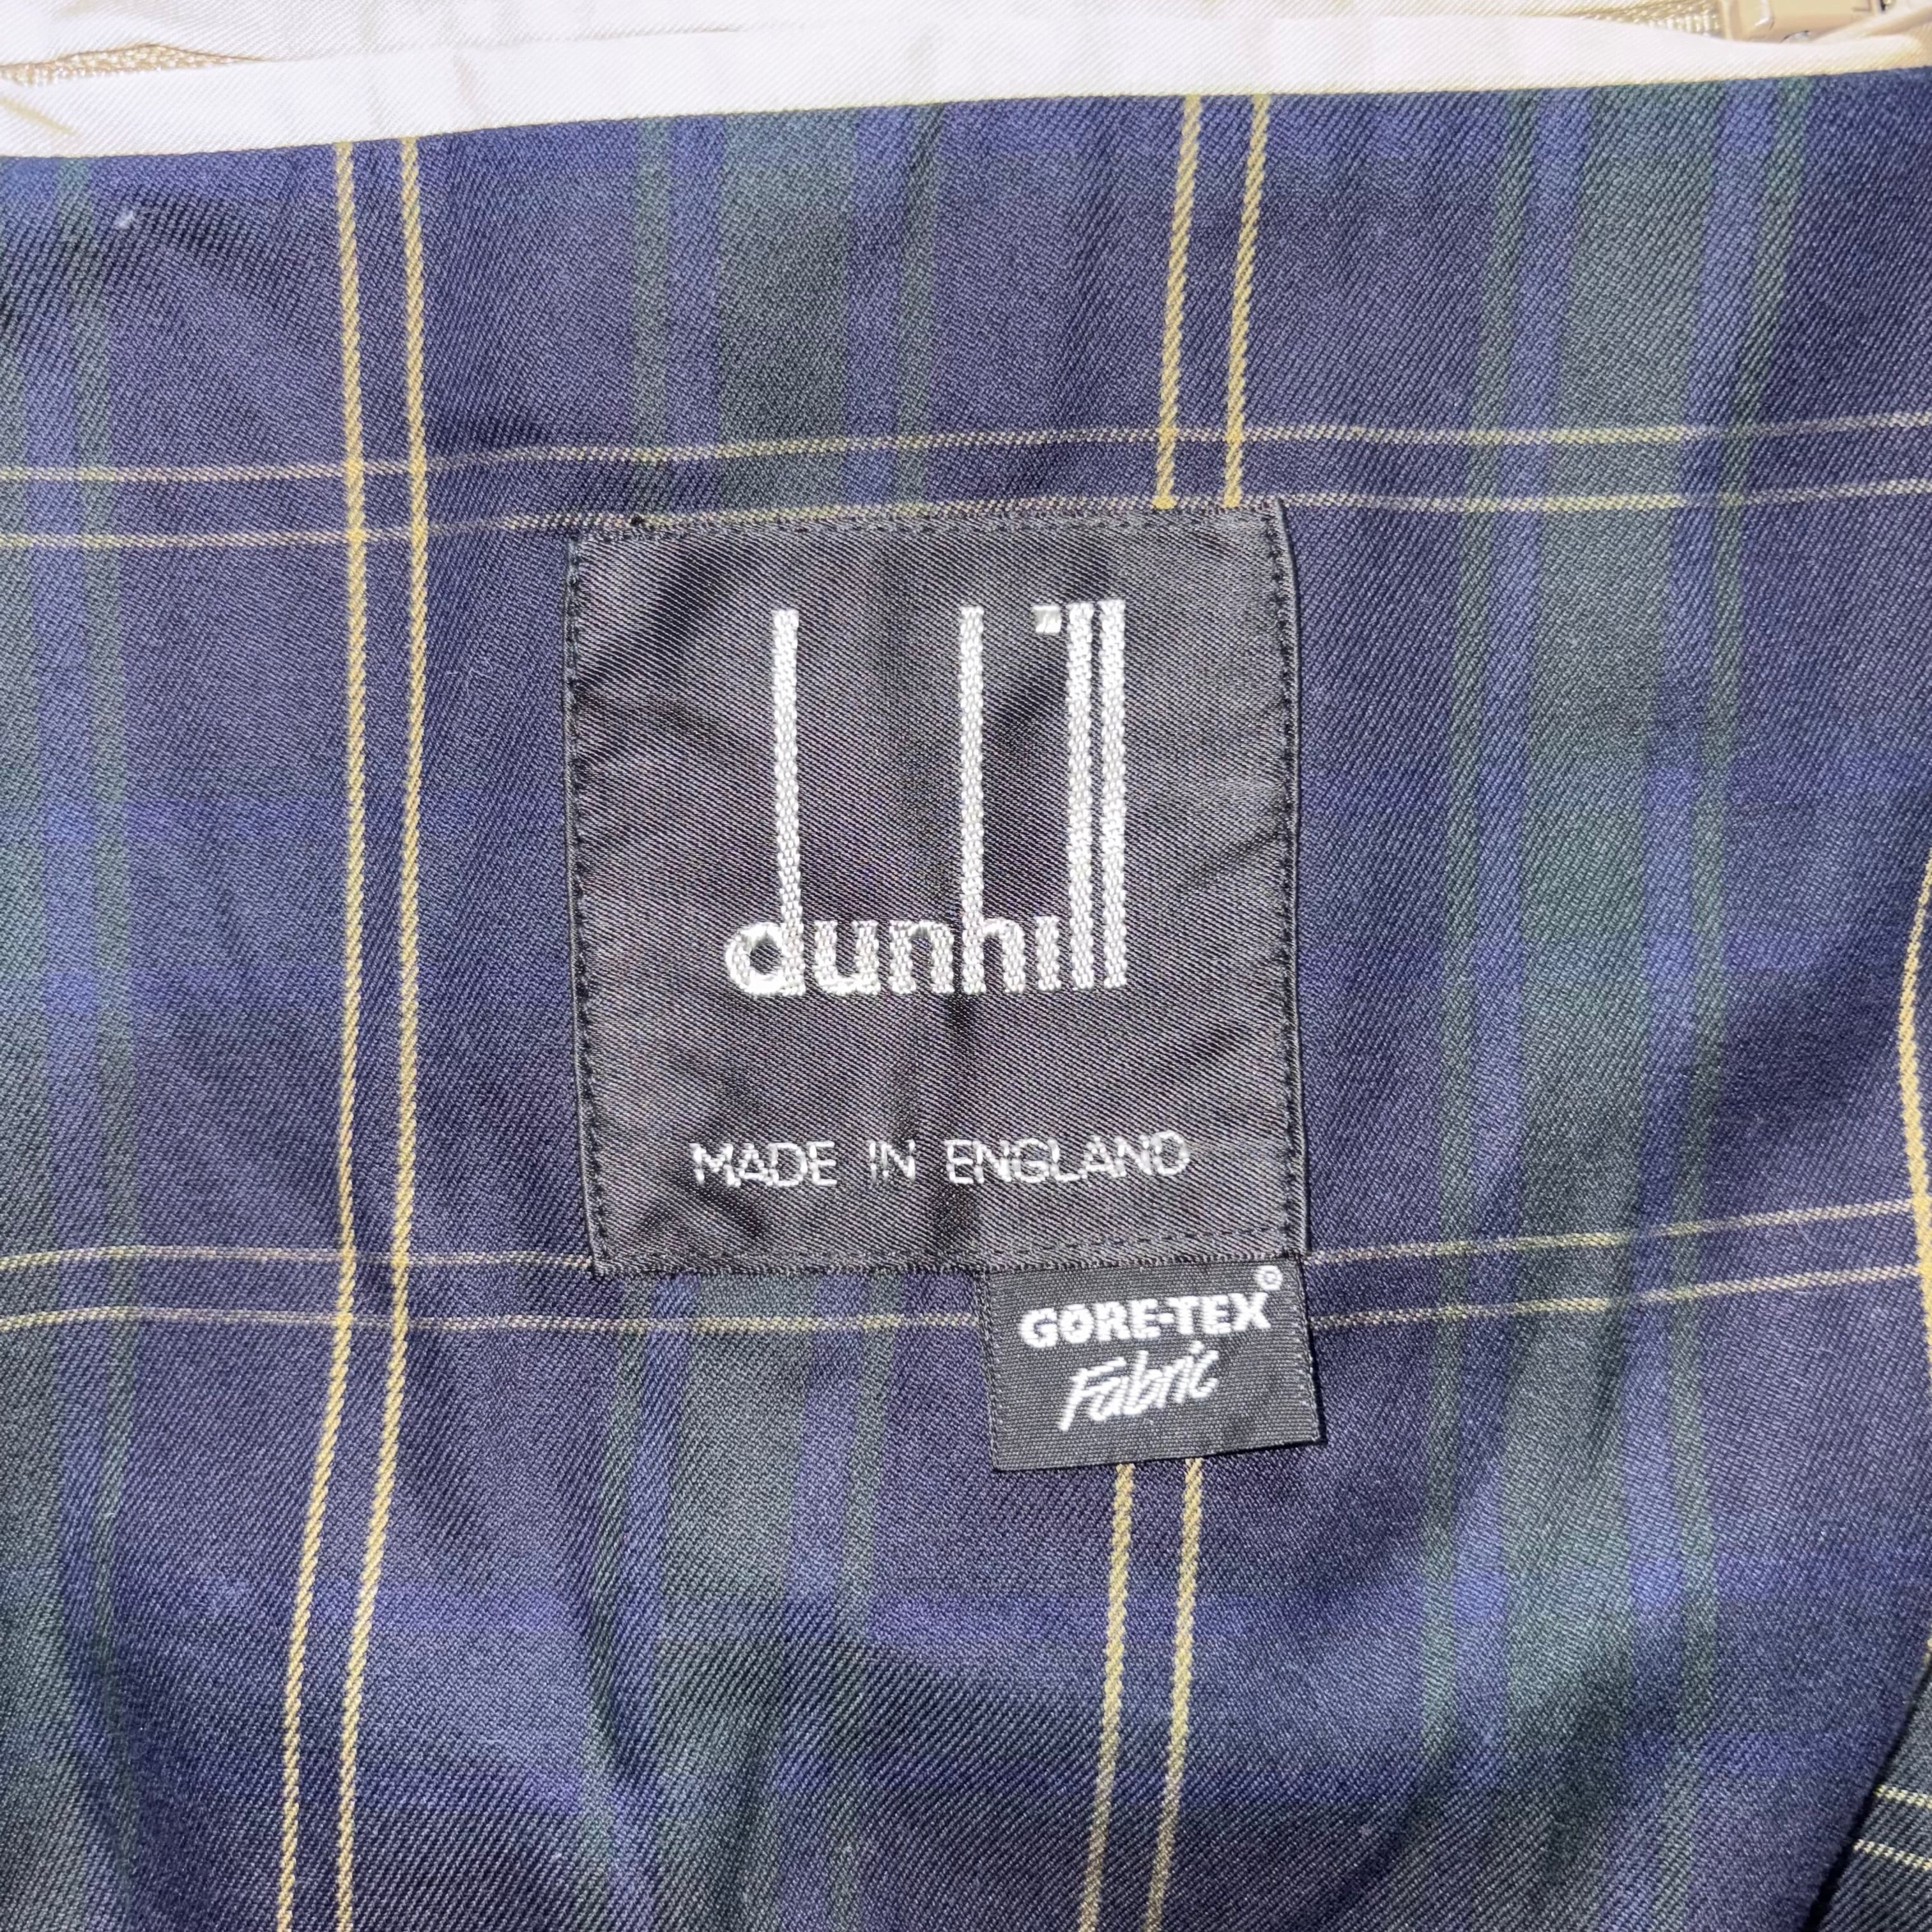 dunhill
MADE IN ENGLAND
GORE-TEX®
Fabric